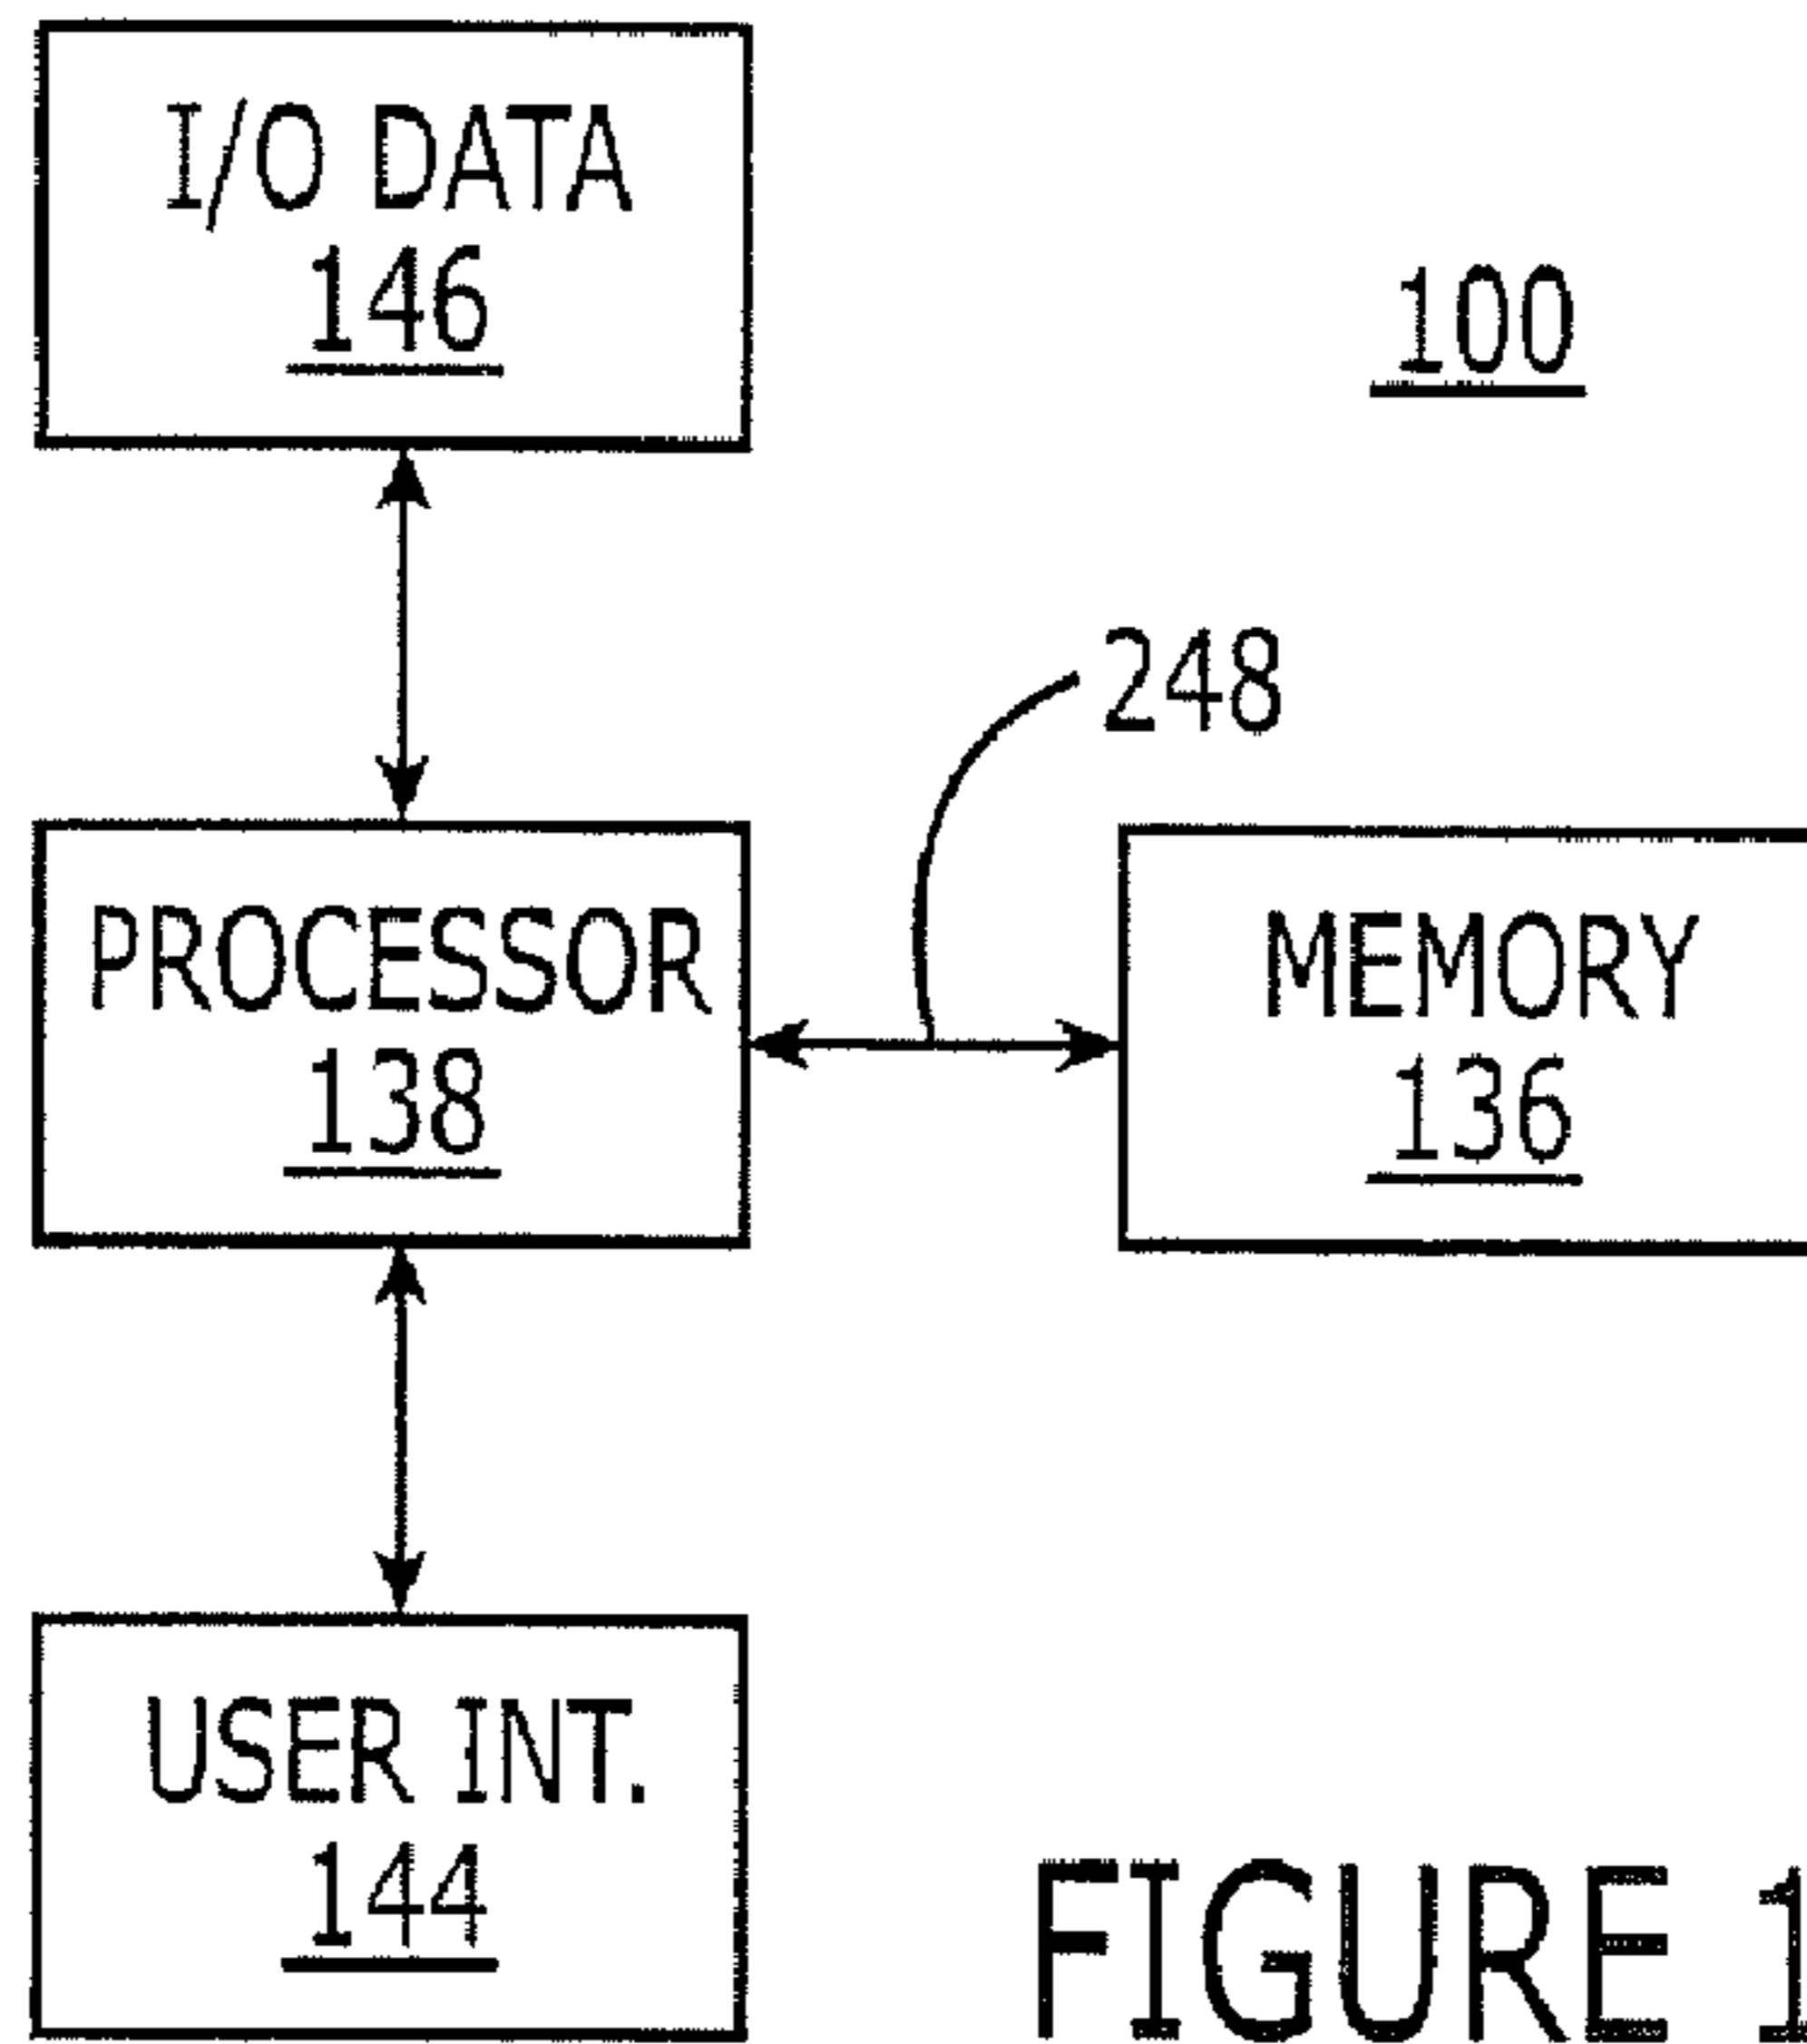 I/O DATA
146
100
248
PROCESSOR
138
MEMORY
136
USER INT.
144
FIGURE 1